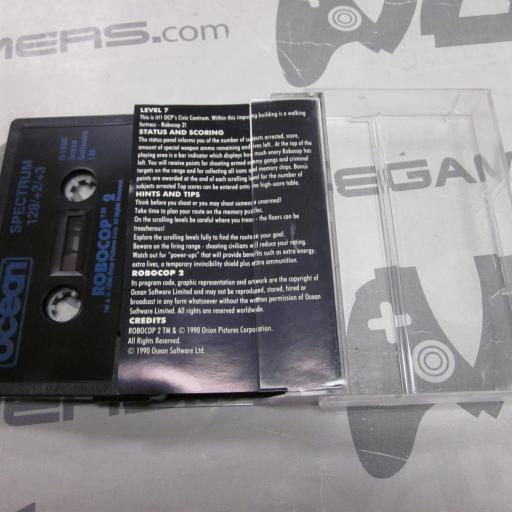 MERS.com
LEVEL 7
This is it!! OCP's Civic Centrum. Within this imposing building is a walking
fortress - Robocop 2!
STATUS AND SCORING
The status panel informs you of the number of subjects arrested, score,
amount of special weapon ammo remaining and lives left. At the top of the
playing area is a bar indicator which displays how much enery Robocop has
left. You will receive points for shooting armed enemy gangs and criminal
targets on the range and for collecting all icons and memory chips. Bonus
points are awarded at the end of each scrolling level for the number of
subjects arrested Top scores can be entered onto the high-score table.
HINTS AND TIPS
Think before you shoot or you may shoot someone unarmed!
Take time to plan your route on the memory puzzles.
On the scrolling levels be careful where you tread - the floors can be
treacherous!
Explore the scrolling levels fully to find the route to your goal.
Beware on the firing range - shooting civilians will reduce your rating.
Watch out for "power-ups" that will provide benefits such as extra energy,
extra lives, a temporary invincibility shield plus extra ammunition.
ROBOCOP 2
Its program code, graphic representation and artwork are the copyright of
Ocean Software Limited and may not be reproduced, stored, hired or
broadcast in any form whatsoever without the written permission of Ocean
Software Limited. All rights are reserved worldwide.
CREDITS
ROBOCOP 2 TM & © 1990 Orion Pictures Corporation.
All Rights Reserved.
© 1990 Ocean Software Ltd.
ocean
SPECTRUM
128/+2/+3
©1990
Ocean
Software
Ltd
ROBOCOP™ 2
EGAM
ERS